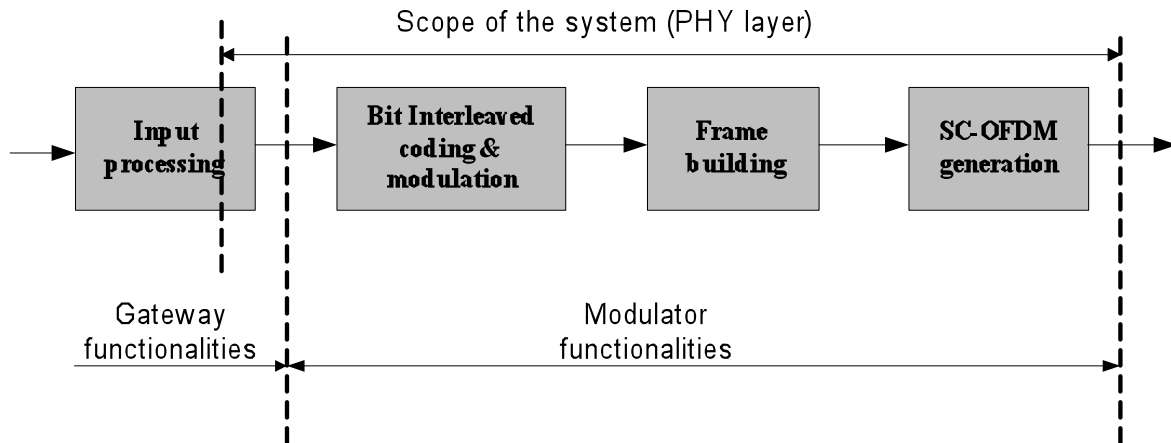 Scope of the system (PHY layer)
Input
processing
Bit Interleaved
coding &
modulation
Frame
building
SC-OFDM
generation
Gateway
functionalities
Modulator
functionalities